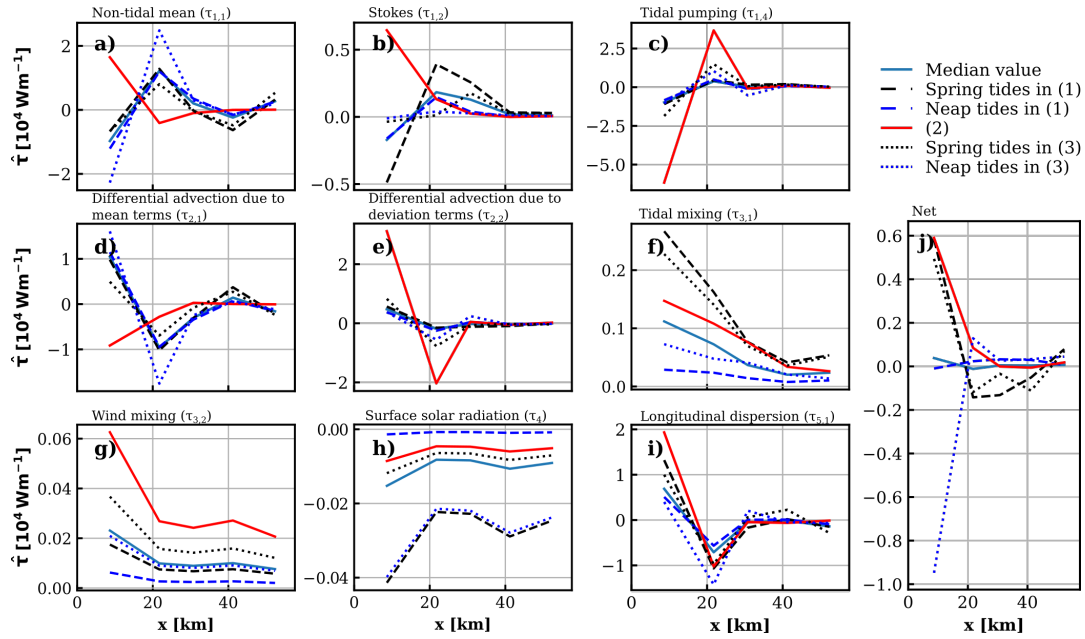 Non-tidal mean (τ1,1)
Stokes (τ1,2)
Tidal pumping (τ1,4)
a)
b)
c)
τ̂ [10⁴ Wm⁻¹]
2
0
−2
0.5
0.0
−0.5
2.5
0.0
−2.5
−5.0
Median value
Spring tides in (1)
Neap tides in (1)
(2)
Spring tides in (3)
Neap tides in (3)
Differential advection due to
mean terms (τ2,1)
Differential advection due to
deviation terms (τ2,2)
Tidal mixing (τ3,1)
Net
d)
e)
f)
j)
τ̂ [10⁴ Wm⁻¹]
1
0
−1
2
0
−2
0.2
0.1
0.0
0.6
0.4
0.2
0.0
−0.2
−0.4
−0.6
−0.8
−1.0
Wind mixing (τ3,2)
Surface solar radiation (τ4)
Longitudinal dispersion (τ5,1)
g)
h)
i)
τ̂ [10⁴ Wm⁻¹]
0.06
0.04
0.02
0.00
0.00
−0.02
−0.04
2
1
0
−1
0 20 40
0 20 40
0 20 40
0 20 40
x [km]
x [km]
x [km]
x [km]